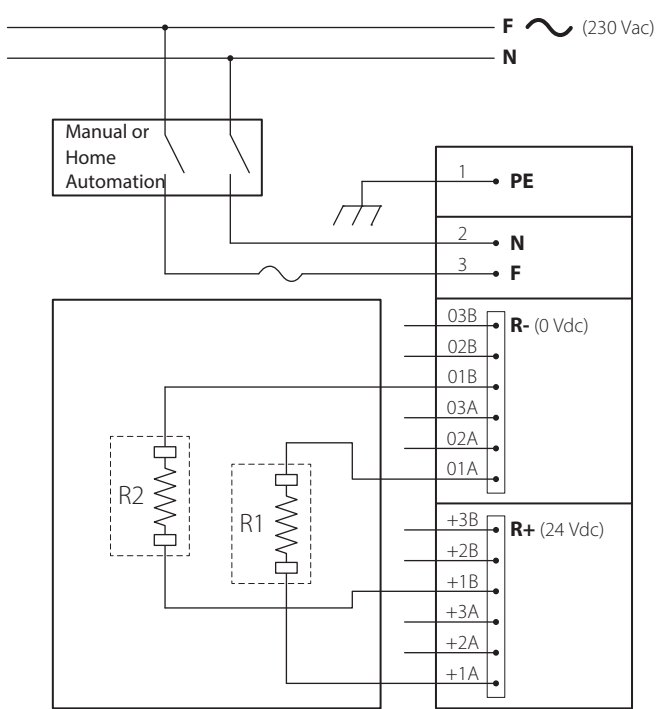 F (230 Vac)
N
Manual or
Home
Automation
1 PE
2 N
3 F
03B R- (0 Vdc)
02B
01B
03A
02A
01A
R2
R1
+3B R+ (24 Vdc)
+2B
+1B
+3A
+2A
+1A